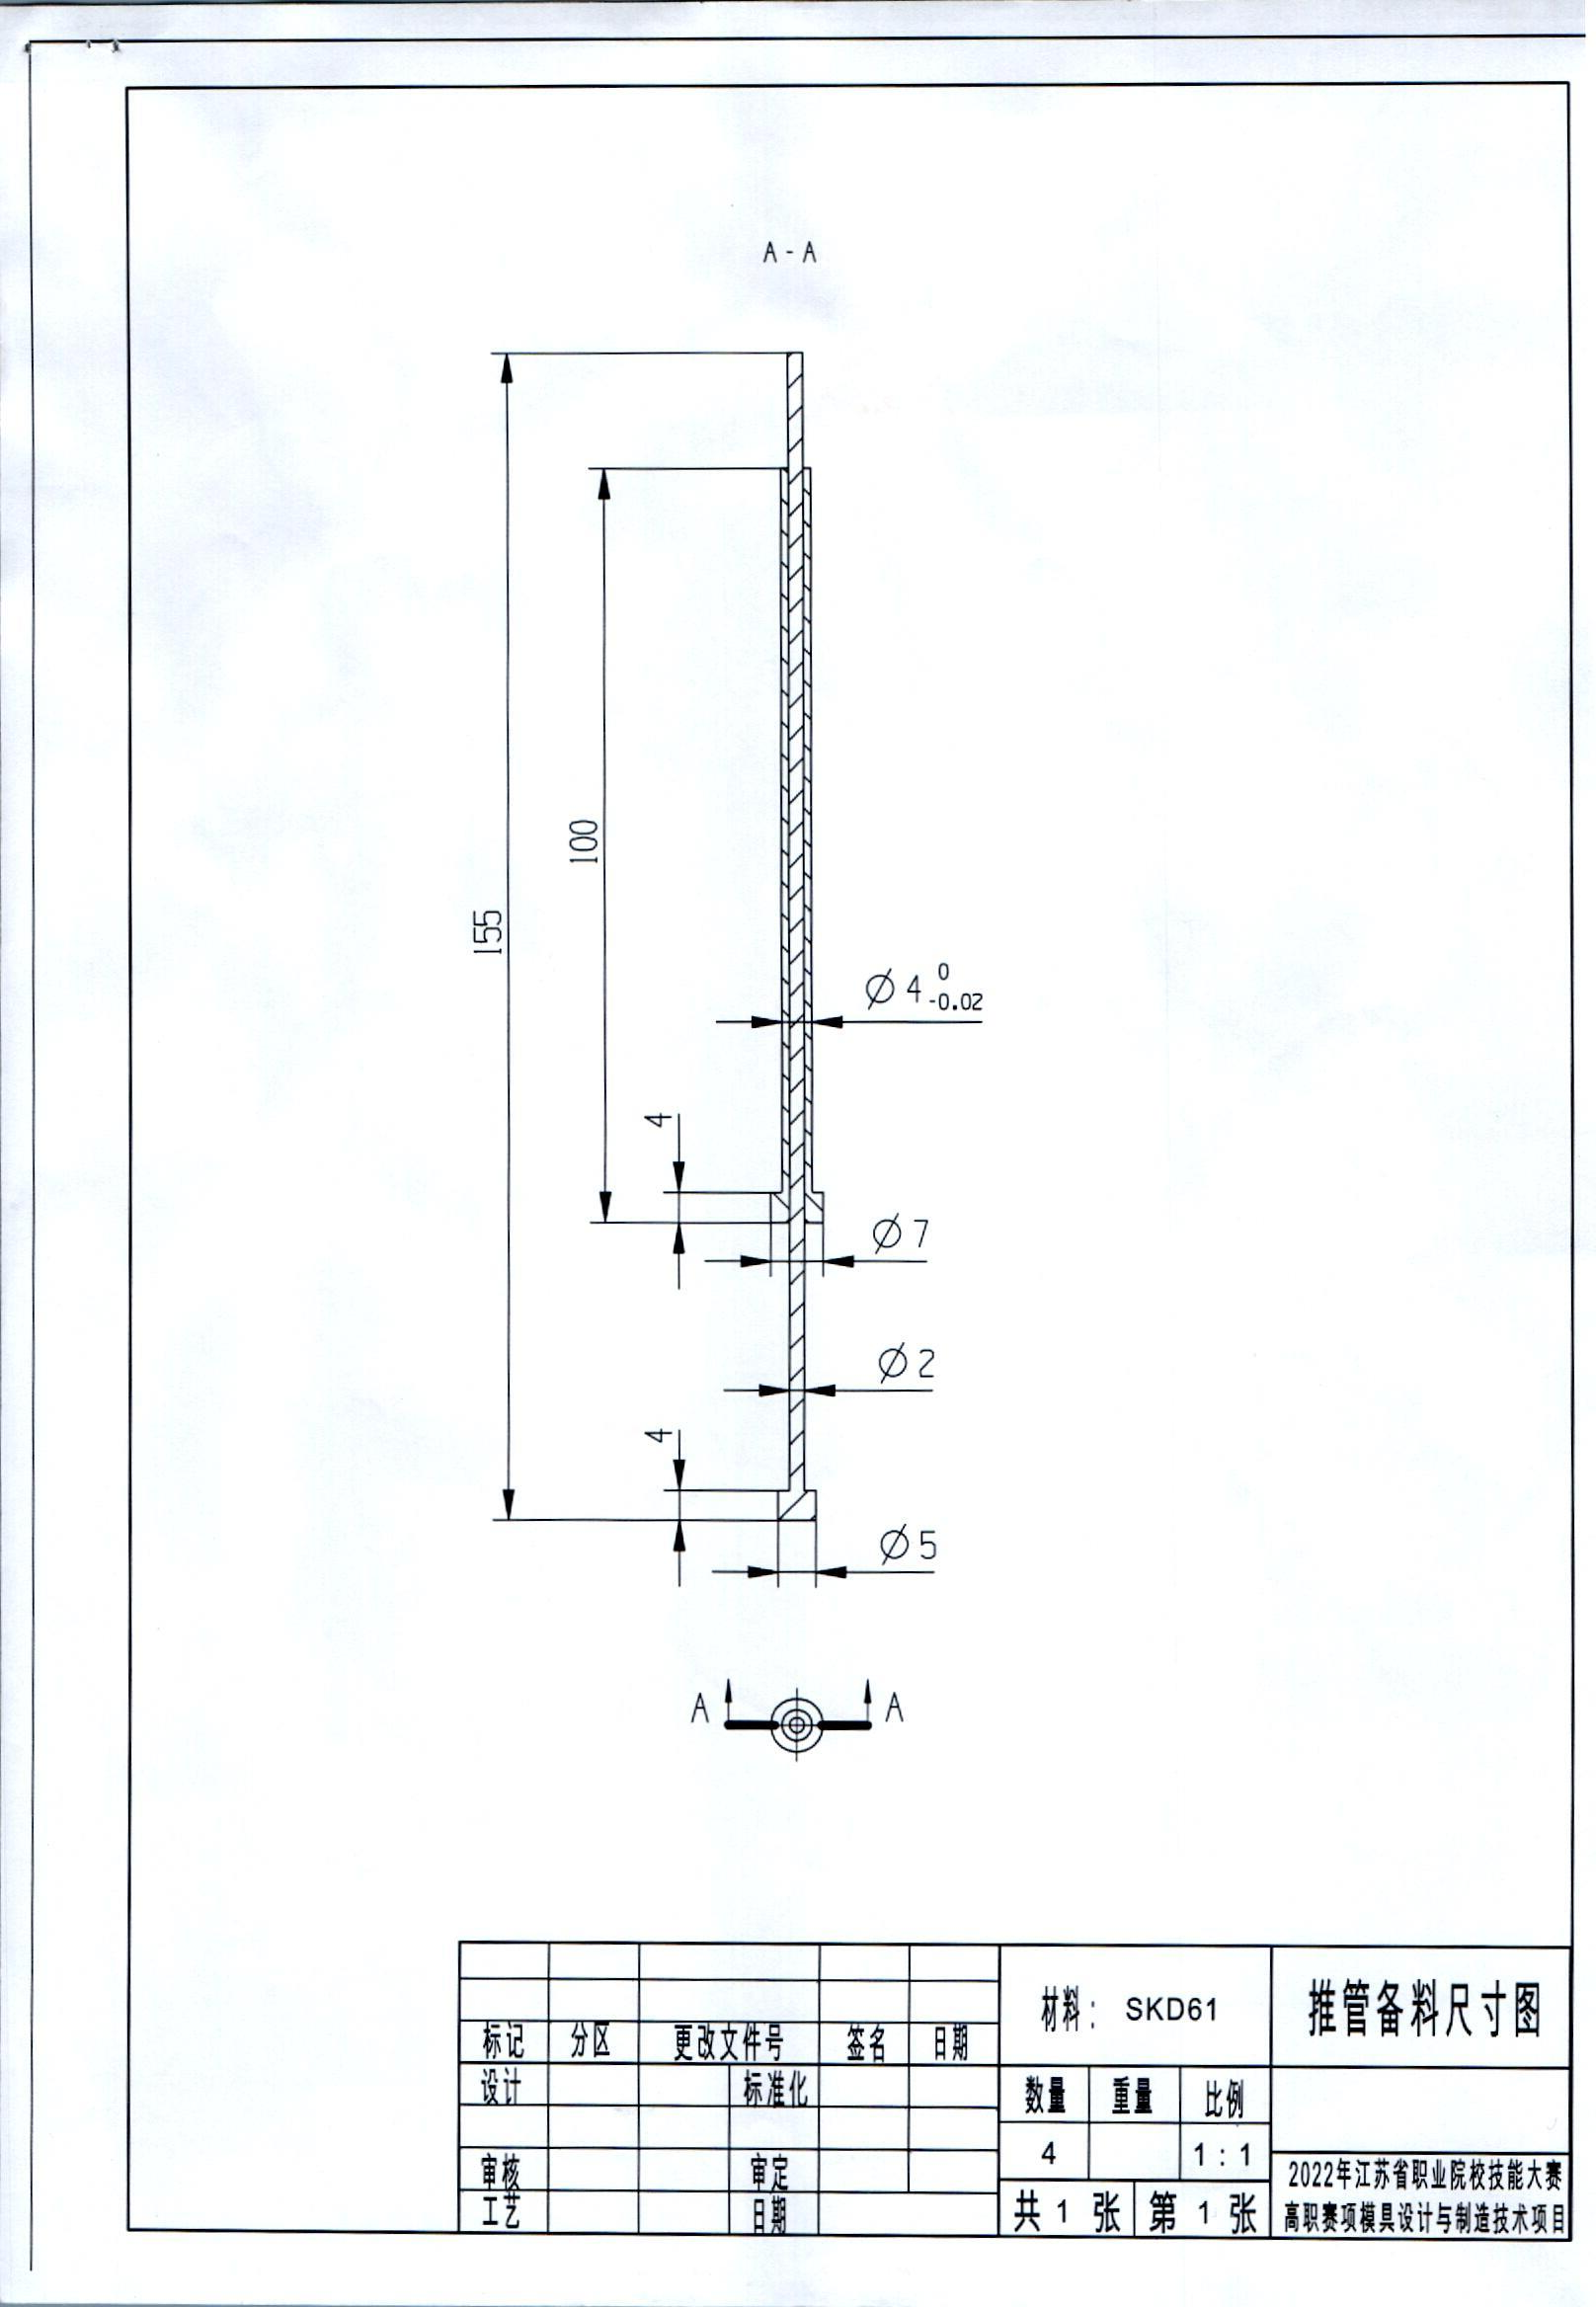 A - A
155
100
Ø4 0 -0.02
4
Ø7
Ø2
4
Ø5
A A
标记 分区 更改文件号 签名 日期
设计 标准化
审核 审定
工艺 日期
材料： SKD61
数量 重量 比例
4 1 : 1
共 1 张 第 1 张
推管备料尺寸图
2022年江苏省职业院校技能大赛
高职赛项模具设计与制造技术项目